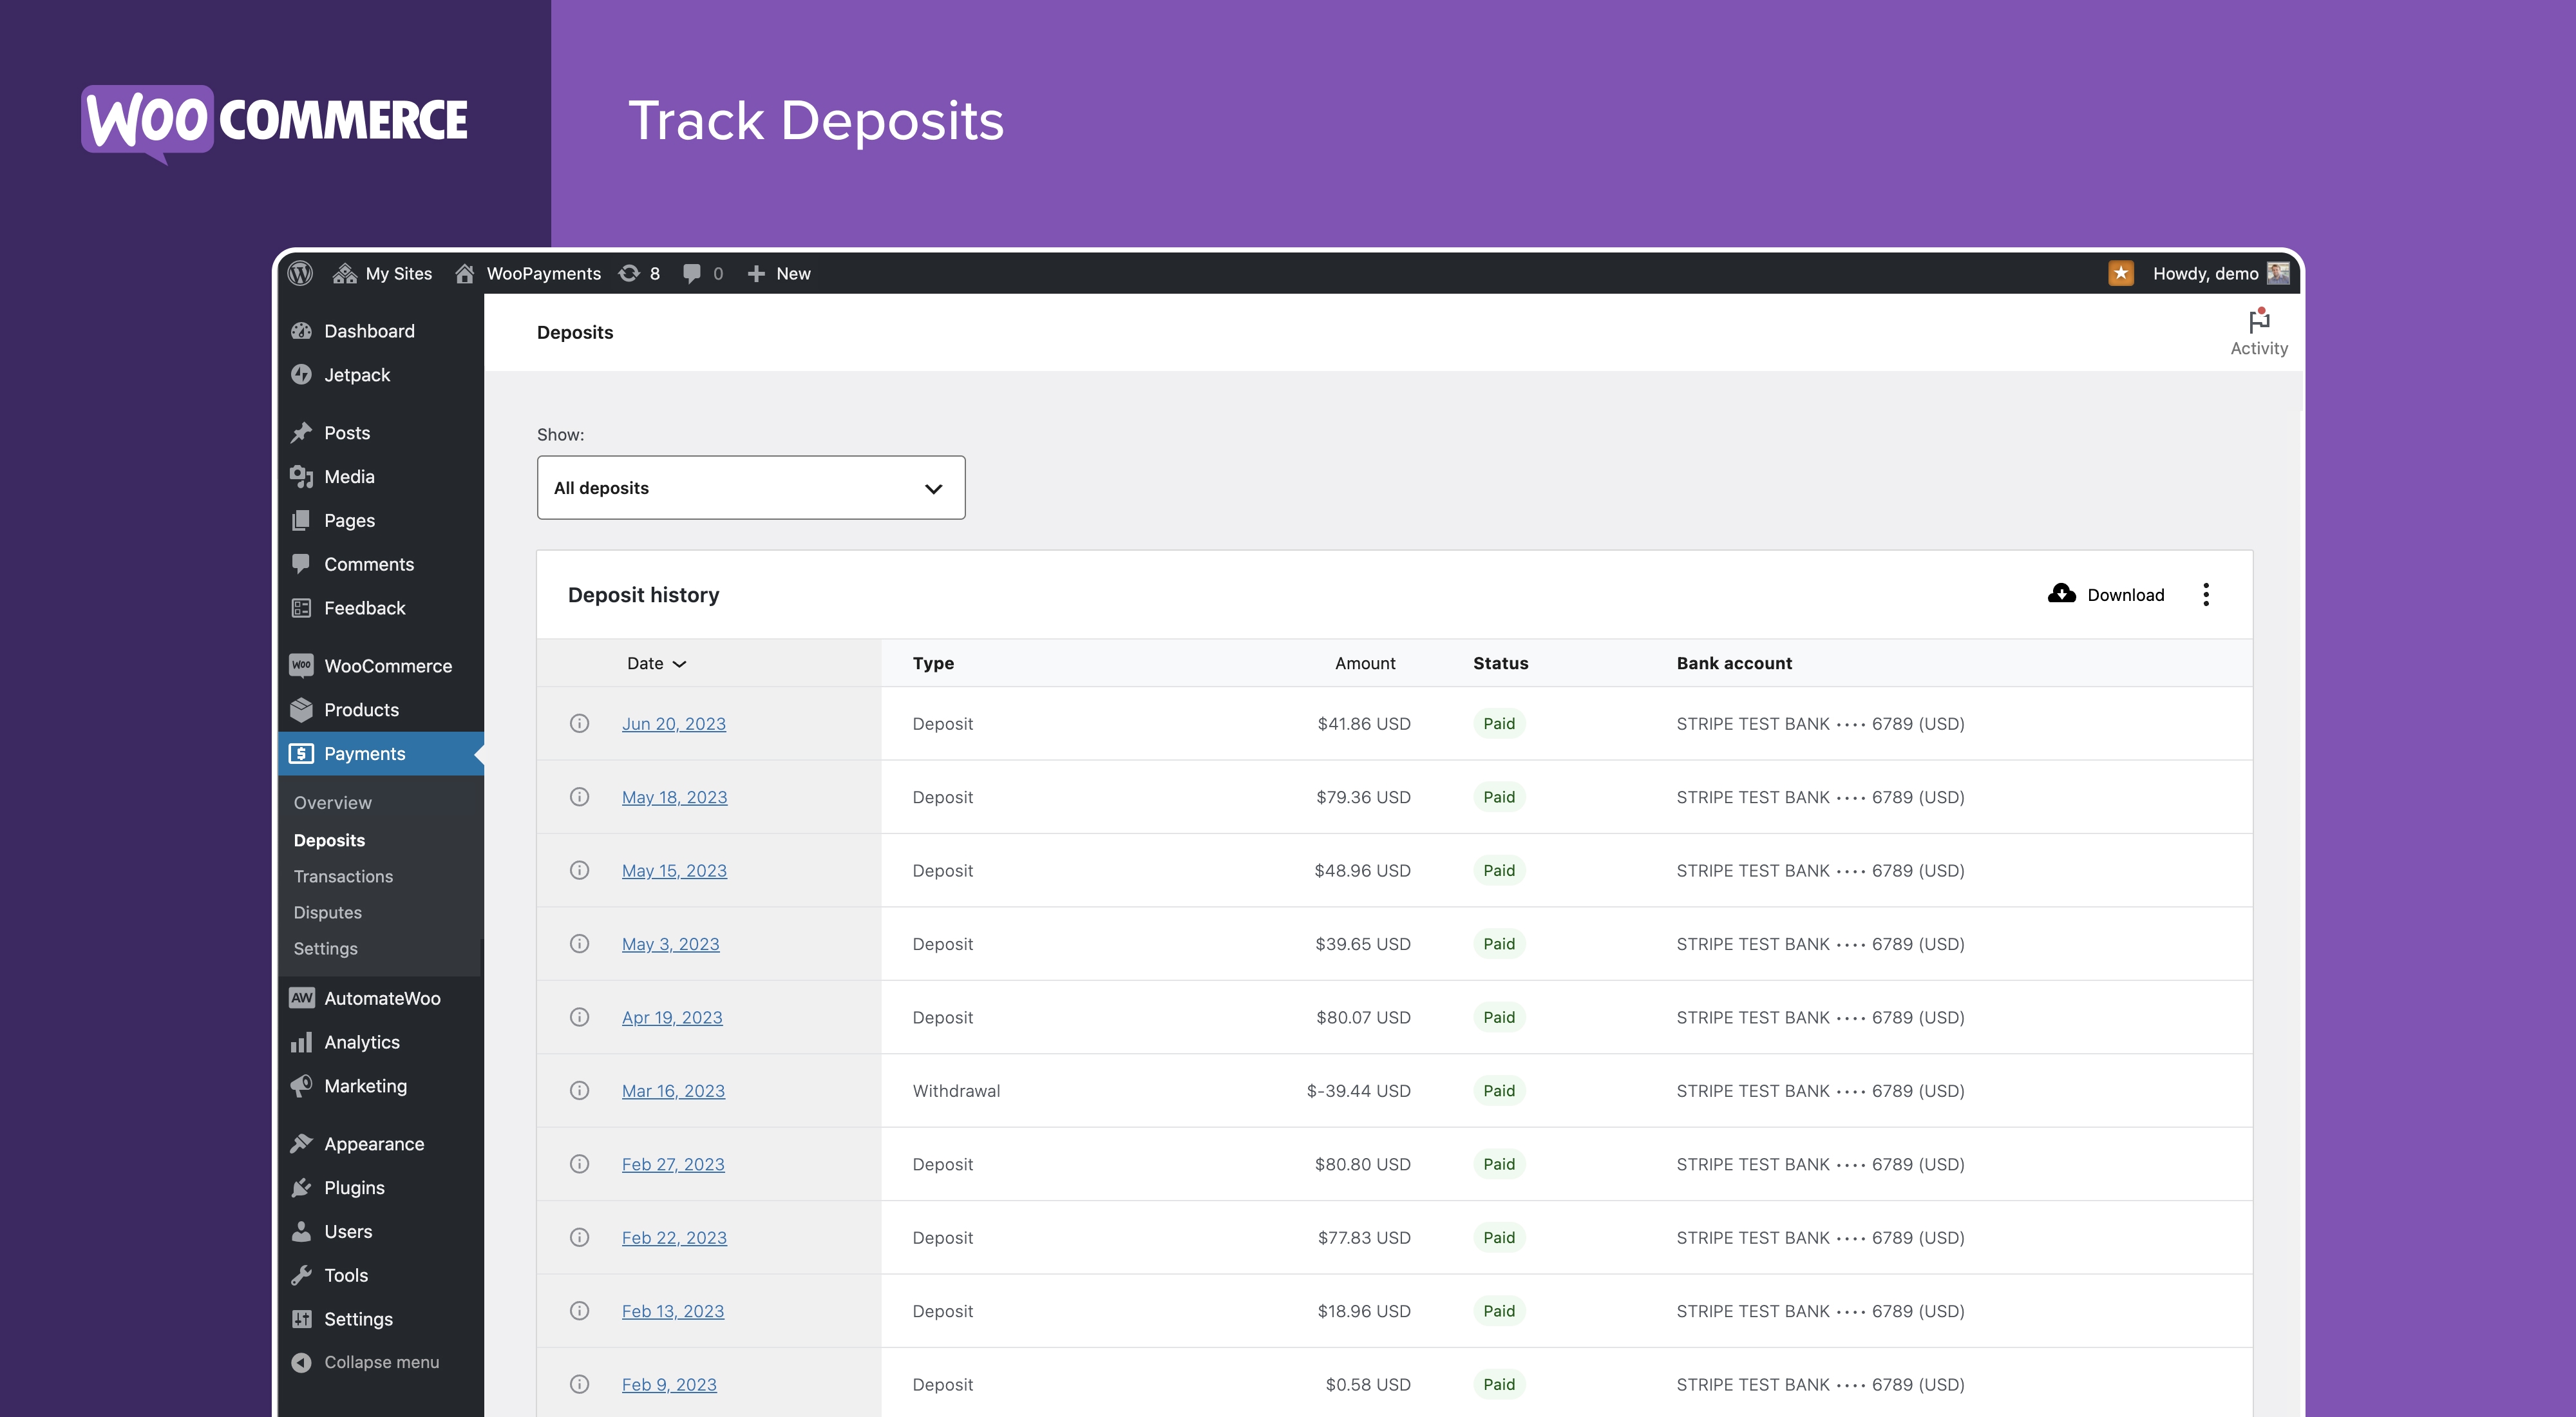 WOO COMMERCE
Track Deposits
My Sites WooPayments 8 0 New Howdy, demo
Dashboard
Jetpack
Posts
Media
Pages
Comments
Feedback
WOO WooCommerce
Products
$ Payments
Overview
Deposits
Transactions
Disputes
Settings
AW AutomateWoo
Analytics
Marketing
Appearance
Plugins
Users
Tools
Settings
Collapse menu
Deposits
Activity
Show:
All deposits
Deposit history Download
Date Type Amount Status Bank account
Jun 20, 2023 Deposit $41.86 USD Paid STRIPE TEST BANK •••• 6789 (USD)
May 18, 2023 Deposit $79.36 USD Paid STRIPE TEST BANK •••• 6789 (USD)
May 15, 2023 Deposit $48.96 USD Paid STRIPE TEST BANK •••• 6789 (USD)
May 3, 2023 Deposit $39.65 USD Paid STRIPE TEST BANK •••• 6789 (USD)
Apr 19, 2023 Deposit $80.07 USD Paid STRIPE TEST BANK •••• 6789 (USD)
Mar 16, 2023 Withdrawal $-39.44 USD Paid STRIPE TEST BANK •••• 6789 (USD)
Feb 27, 2023 Deposit $80.80 USD Paid STRIPE TEST BANK •••• 6789 (USD)
Feb 22, 2023 Deposit $77.83 USD Paid STRIPE TEST BANK •••• 6789 (USD)
Feb 13, 2023 Deposit $18.96 USD Paid STRIPE TEST BANK •••• 6789 (USD)
Feb 9, 2023 Deposit $0.58 USD Paid STRIPE TEST BANK •••• 6789 (USD)